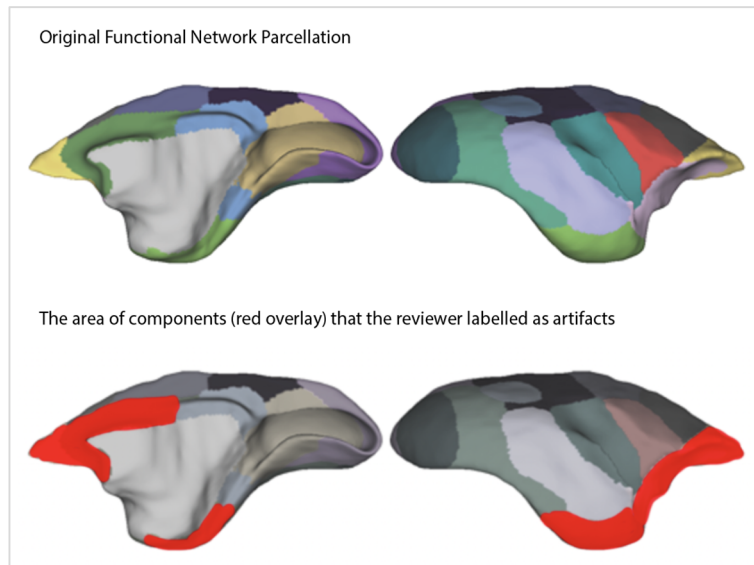 Original Functional Network Parcellation
The area of components (red overlay) that the reviewer labelled as artifacts